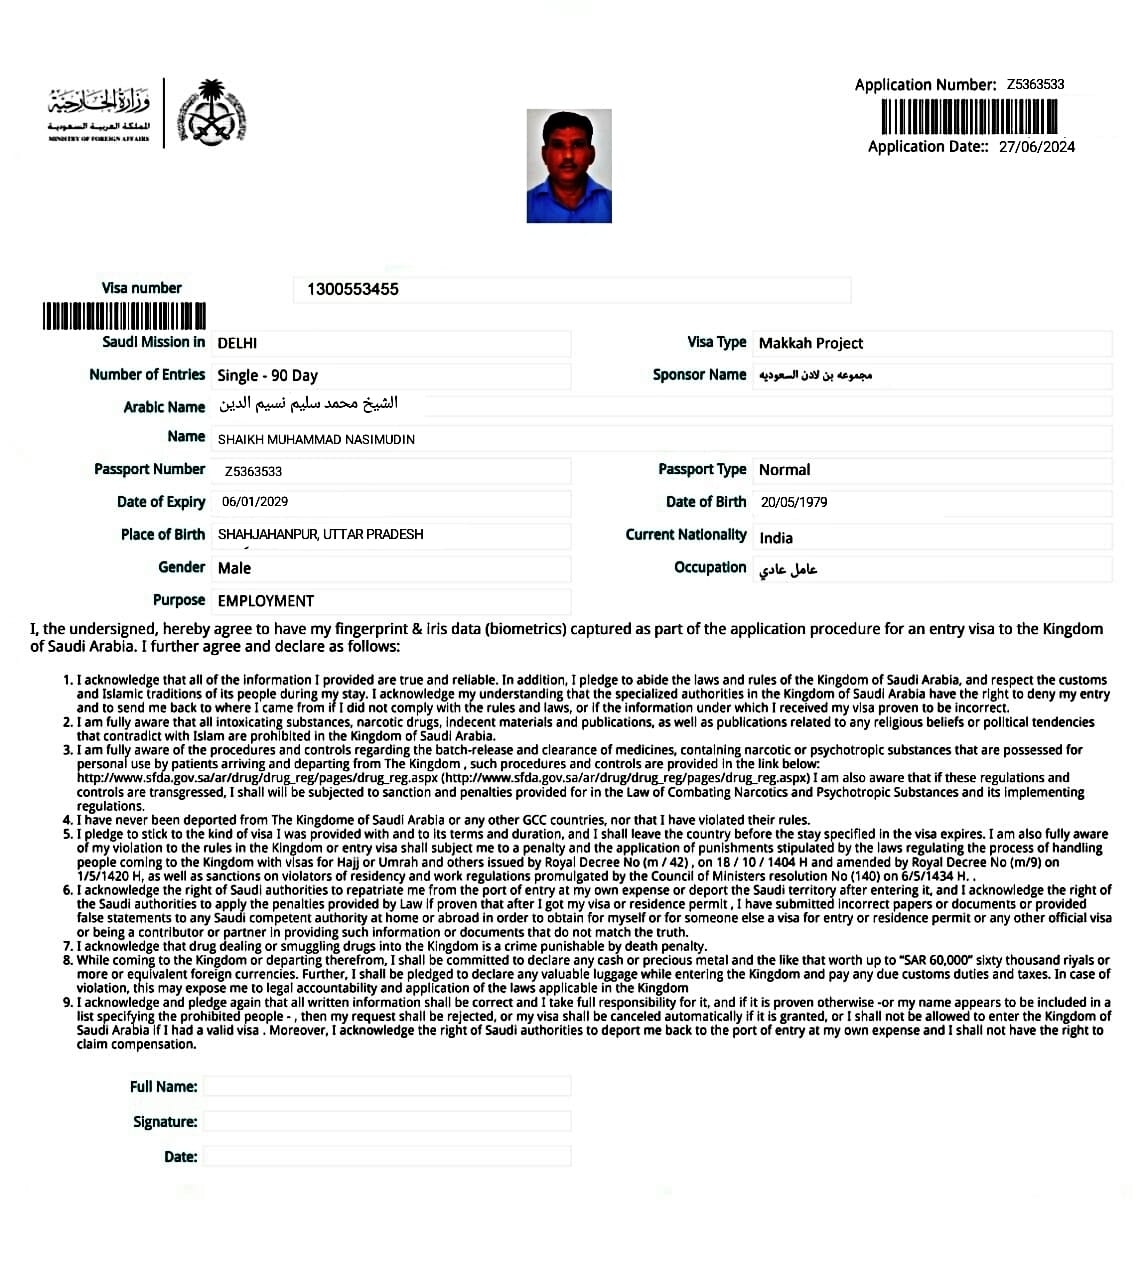 وزارة الخارجية
المملكة العربية السعودية
MINISTRY OF FOREIGN AFFAIRS
Application Number: Z5363533
Application Date:: 27/06/2024
Visa number 1300553455
Saudi Mission in DELHI
Visa Type Makkah Project
Number of Entries Single - 90 Day
Sponsor Name مجموعه بن لادن السعوديه
Arabic Name الشيخ محمد سليم نسيم الدين
Name SHAIKH MUHAMMAD NASIMUDIN
Passport Number Z5363533
Passport Type Normal
Date of Expiry 06/01/2029
Date of Birth 20/05/1979
Place of Birth SHAHJAHANPUR, UTTAR PRADESH
Current Nationality India
Gender Male
Occupation عامل عادي
Purpose EMPLOYMENT
I, the undersigned, hereby agree to have my fingerprint & iris data (biometrics) captured as part of the application procedure for an entry visa to the Kingdom
of Saudi Arabia. I further agree and declare as follows:
1. I acknowledge that all of the information I provided are true and reliable. In addition, I pledge to abide the laws and rules of the Kingdom of Saudi Arabia, and respect the customs
and Islamic traditions of its people during my stay. I acknowledge my understanding that the specialized authorities in the Kingdom of Saudi Arabia have the right to deny my entry
and to send me back to where I came from if I did not comply with the rules and laws, or if the information under which I received my visa proven to be incorrect.
2. I am fully aware that all intoxicating substances, narcotic drugs, indecent materials and publications, as well as publications related to any religious beliefs or political tendencies
that contradict with Islam are prohibited in the Kingdom of Saudi Arabia.
3. I am fully aware of the procedures and controls regarding the batch-release and clearance of medicines, containing narcotic or psychotropic substances that are possessed for
personal use by patients arriving and departing from The Kingdom , such procedures and controls are provided in the link below:
http://www.sfda.gov.sa/ar/drug/drug_reg/pages/drug_reg.aspx (http://www.sfda.gov.sa/ar/drug/drug_reg/pages/drug_reg.aspx) I am also aware that if these regulations and
controls are transgressed, I shall will be subjected to sanction and penalties provided for in the Law of Combating Narcotics and Psychotropic Substances and its implementing
regulations.
4. I have never been deported from The Kingdome of Saudi Arabia or any other GCC countries, nor that I have violated their rules.
5. I pledge to stick to the kind of visa I was provided with and to its terms and duration, and I shall leave the country before the stay specified in the visa expires. I am also fully aware
of my violation to the rules in the Kingdom or entry visa shall subject me to a penalty and the application of punishments stipulated by the laws regulating the process of handling
people coming to the Kingdom with visas for Hajj or Umrah and others issued by Royal Decree No (m / 42) , on 18 / 10 / 1404 H and amended by Royal Decree No (m/9) on
1/5/1420 H, as well as sanctions on violators of residency and work regulations promulgated by the Council of Ministers resolution No (140) on 6/5/1434 H. .
6. I acknowledge the right of Saudi authorities to repatriate me from the port of entry at my own expense or deport the Saudi territory after entering it, and I acknowledge the right of
the Saudi authorities to apply the penalties provided by Law if proven that after I got my visa or residence permit , I have submitted incorrect papers or documents or provided
false statements to any Saudi competent authority at home or abroad in order to obtain for myself or for someone else a visa for entry or residence permit or any other official visa
or being a contributor or partner in providing such information or documents that do not match the truth.
7. I acknowledge that drug dealing or smuggling drugs into the Kingdom is a crime punishable by death penalty.
8. While coming to the Kingdom or departing therefrom, I shall be committed to declare any cash or precious metal and the like that worth up to “SAR 60,000” sixty thousand riyals or
more or equivalent foreign currencies. Further, I shall be pledged to declare any valuable luggage while entering the Kingdom and pay any due customs duties and taxes. In case of
violation, this may expose me to legal accountability and application of the laws applicable in the Kingdom
9. I acknowledge and pledge again that all written information shall be correct and I take full responsibility for it, and if it is proven otherwise -or my name appears to be included in a
list specifying the prohibited people - , then my request shall be rejected, or my visa shall be canceled automatically if it is granted, or I shall not be allowed to enter the Kingdom of
Saudi Arabia if I had a valid visa . Moreover, I acknowledge the right of Saudi authorities to deport me back to the port of entry at my own expense and I shall not have the right to
claim compensation.
Full Name:
Signature:
Date: